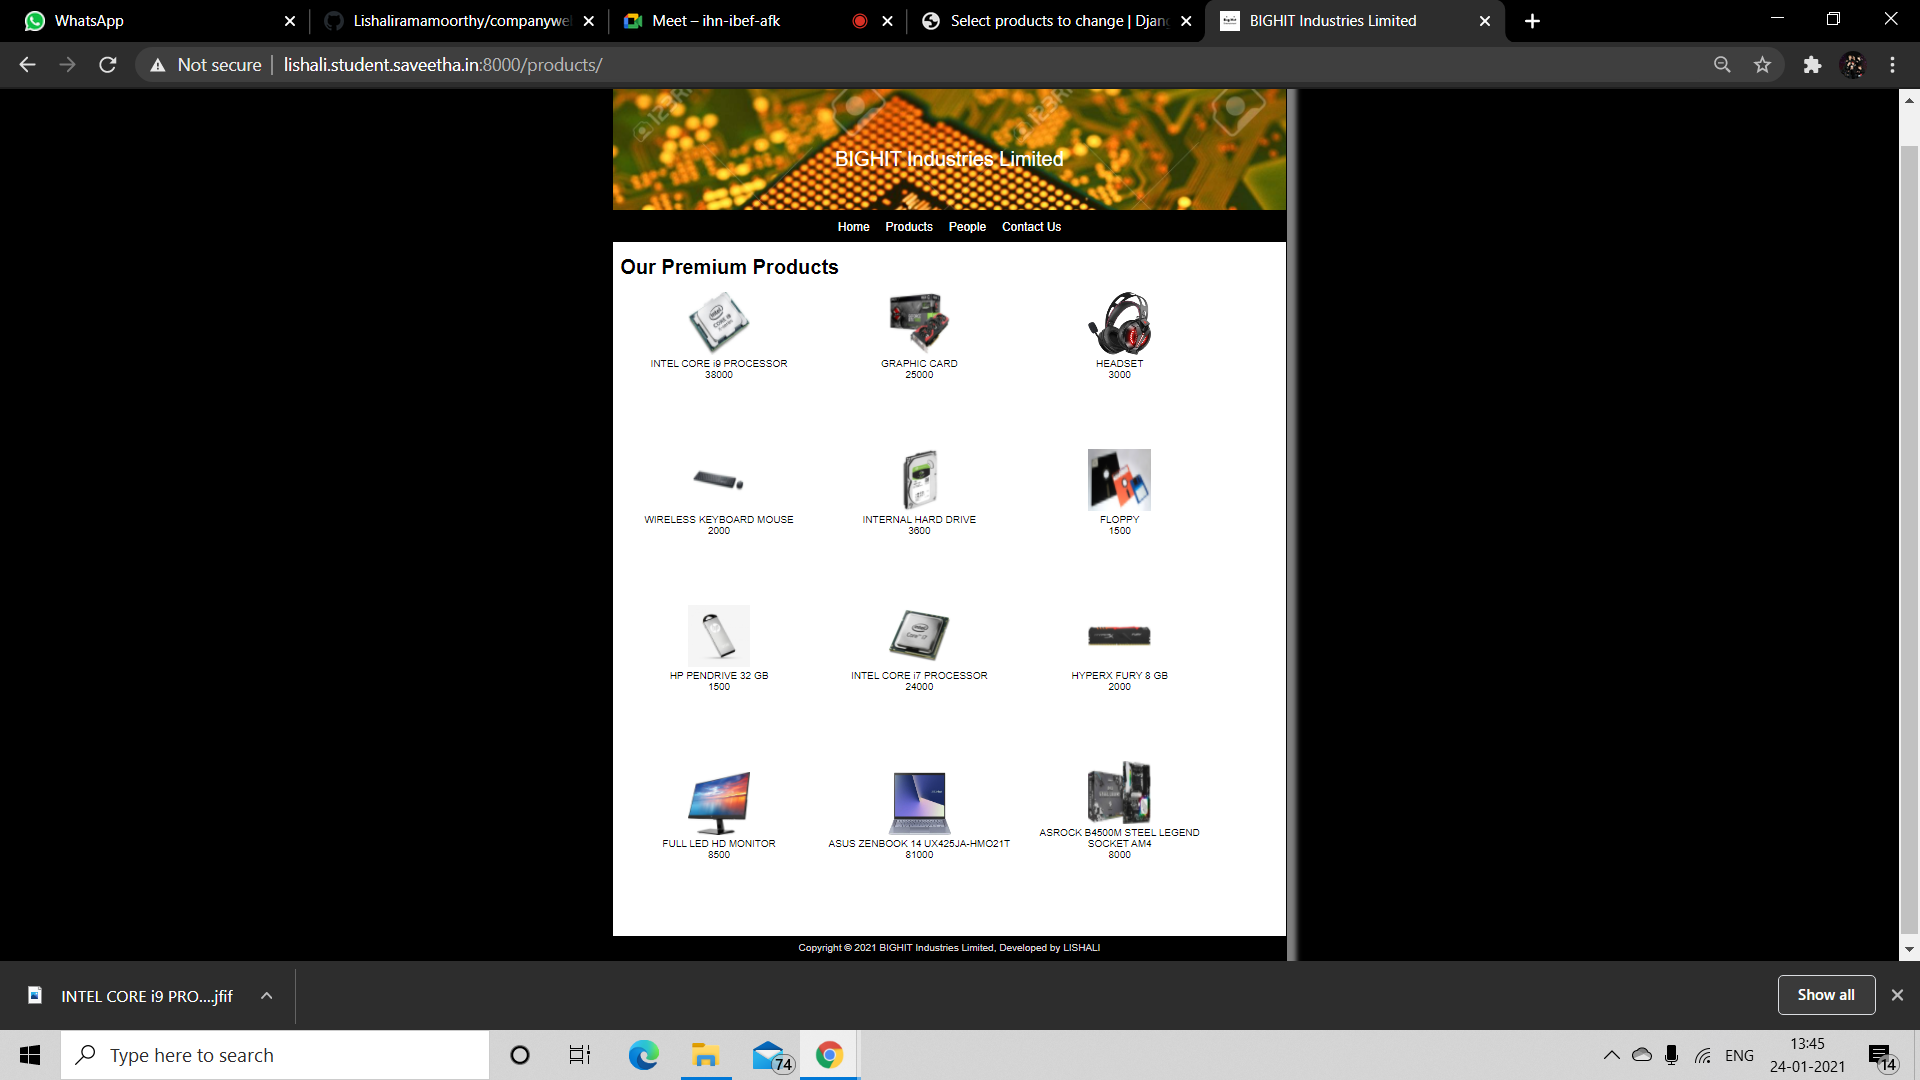 WhatsApp
Lishaliramamoorthy/companywe
Meet – ihn-ibef-afk
Select products to change | Djan
BIGHIT Industries Limited
Not secure
lishali.student.saveetha.in:8000/products/
BIGHIT Industries Limited
Home Products People Contact Us
Our Premium Products
INTEL CORE i9 PROCESSOR
38000
GRAPHIC CARD
25000
HEADSET
3000
WIRELESS KEYBOARD MOUSE
2000
INTERNAL HARD DRIVE
3600
FLOPPY
1500
HP PENDRIVE 32 GB
1500
INTEL CORE i7 PROCESSOR
24000
HYPERX FURY 8 GB
2000
FULL LED HD MONITOR
8500
ASUS ZENBOOK 14 UX425JA-HMO21T
81000
ASROCK B4500M STEEL LEGEND
SOCKET AM4
8000
Copyright © 2021 BIGHIT Industries Limited, Developed by LISHALI
INTEL CORE i9 PRO....jfif
Show all
Type here to search
74
ENG
13:45
24-01-2021
14